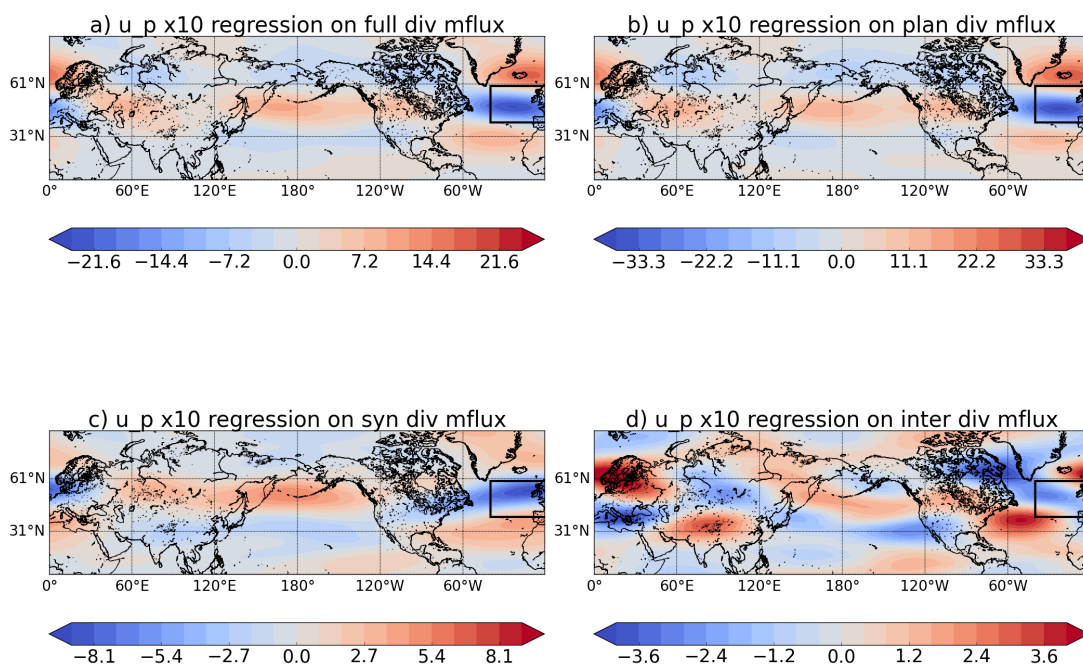 a) u_p x10 regression on full div mflux
61°N
31°N
0° 60°E 120°E 180° 120°W 60°W
−21.6 −14.4 −7.2 0.0 7.2 14.4 21.6
b) u_p x10 regression on plan div mflux
61°N
31°N
0° 60°E 120°E 180° 120°W 60°W
−33.3 −22.2 −11.1 0.0 11.1 22.2 33.3
c) u_p x10 regression on syn div mflux
61°N
31°N
0° 60°E 120°E 180° 120°W 60°W
−8.1 −5.4 −2.7 0.0 2.7 5.4 8.1
d) u_p x10 regression on inter div mflux
61°N
31°N
0° 60°E 120°E 180° 120°W 60°W
−3.6 −2.4 −1.2 0.0 1.2 2.4 3.6